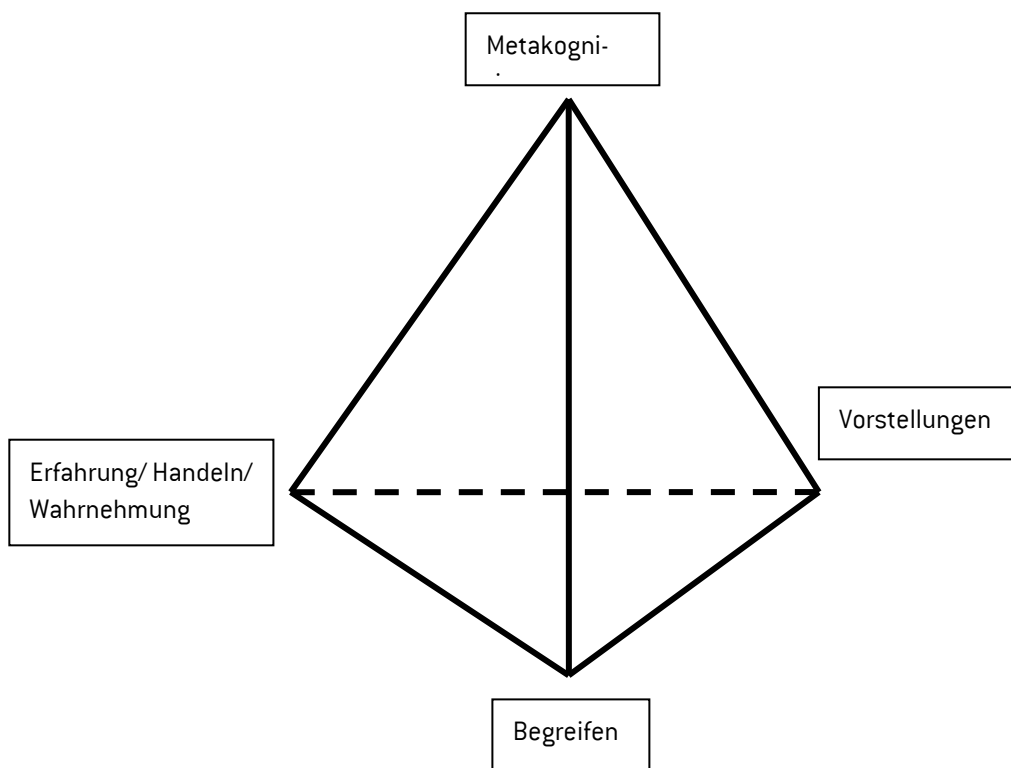 Metakogni-
Vorstellungen
Erfahrung/ Handeln/
Wahrnehmung
Begreifen